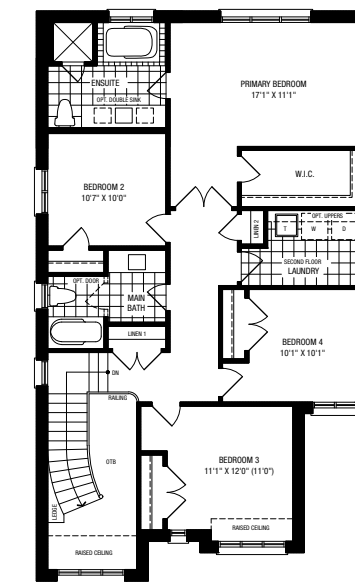 ENSUITE
OPT. DOUBLE SINK
PRIMARY BEDROOM
17'1" X 11'1"
BEDROOM 2
10'7" X 10'0"
W.I.C.
LINEN 2
OPT. UPPERS
T
W
D
SECOND FLOOR
LAUNDRY
OPT. DOOR
MAIN
BATH
LINEN 1
BEDROOM 4
10'1" X 10'1"
DN
RAILING
OTB
LEDGE
BEDROOM 3
11'1" X 12'0" (11'0")
RAISED CEILING
RAISED CEILING